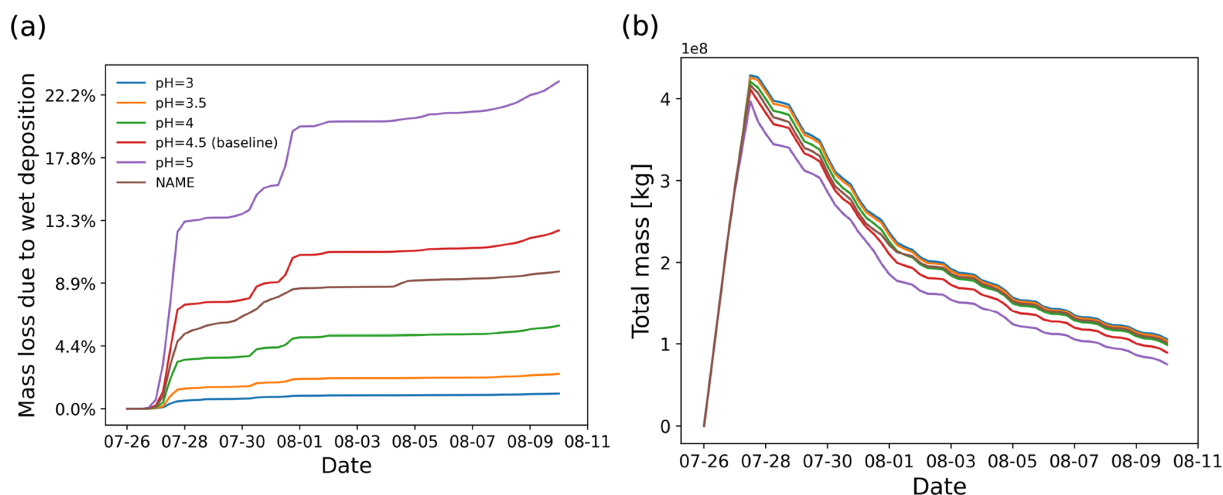 (a)
Mass loss due to wet deposition
22.2%
17.8%
13.3%
8.9%
4.4%
0.0%
pH=3
pH=3.5
pH=4
pH=4.5 (baseline)
pH=5
NAME
07-26 07-28 07-30 08-01 08-03 08-05 08-07 08-09 08-11
Date
(b)
1e8
Total mass [kg]
4
3
2
1
0
07-26 07-28 07-30 08-01 08-03 08-05 08-07 08-09 08-11
Date